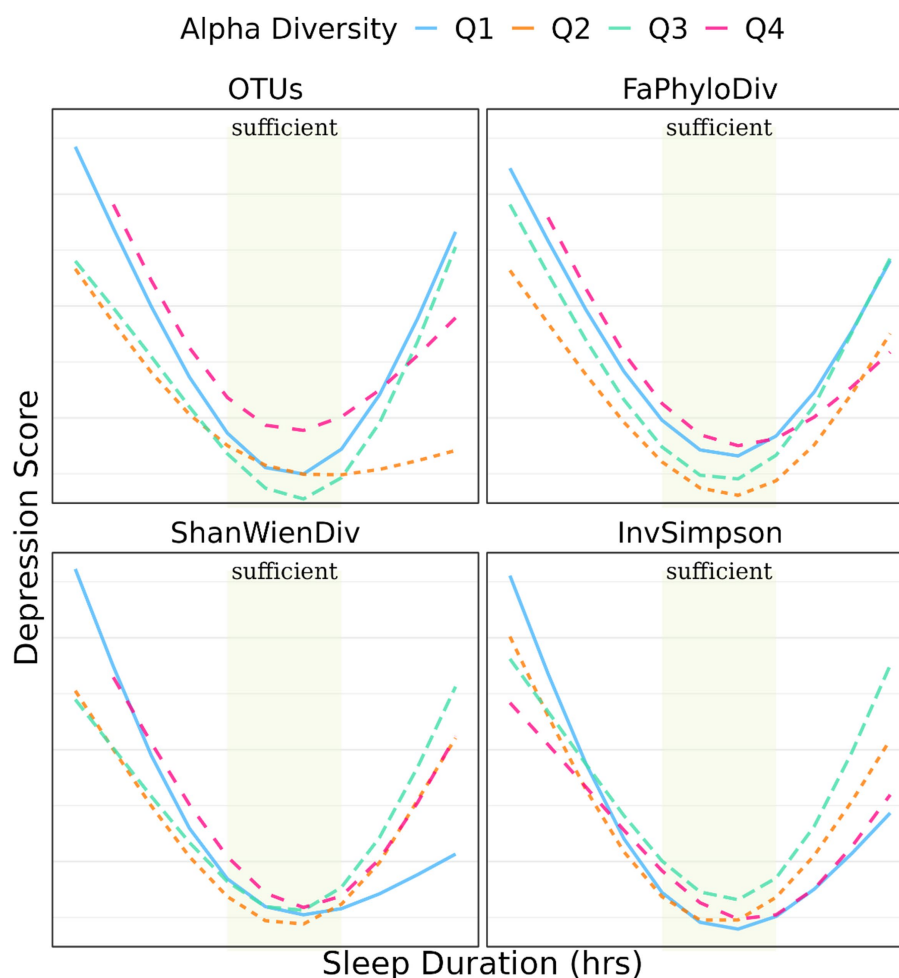 Alpha Diversity Q1 Q2 Q3 Q4
OTUs
FaPhyloDiv
sufficient
sufficient
Depression Score
ShanWienDiv
InvSimpson
sufficient
sufficient
Sleep Duration (hrs)